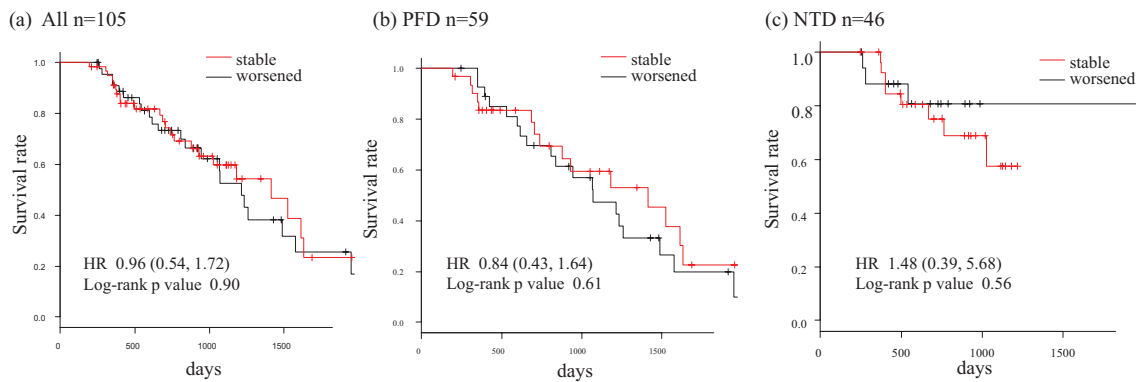 (a) All n=105
stable
worsened
Survival rate
1.0
0.8
0.6
0.4
0.2
0.0
HR 0.96 (0.54, 1.72)
Log-rank p value 0.90
0 500 1000 1500
days
(b) PFD n=59
stable
worsened
Survival rate
1.0
0.8
0.6
0.4
0.2
0.0
HR 0.84 (0.43, 1.64)
Log-rank p value 0.61
0 500 1000 1500
days
(c) NTD n=46
stable
worsened
Survival rate
1.0
0.8
0.6
0.4
0.2
0.0
HR 1.48 (0.39, 5.68)
Log-rank p value 0.56
0 500 1000 1500
days